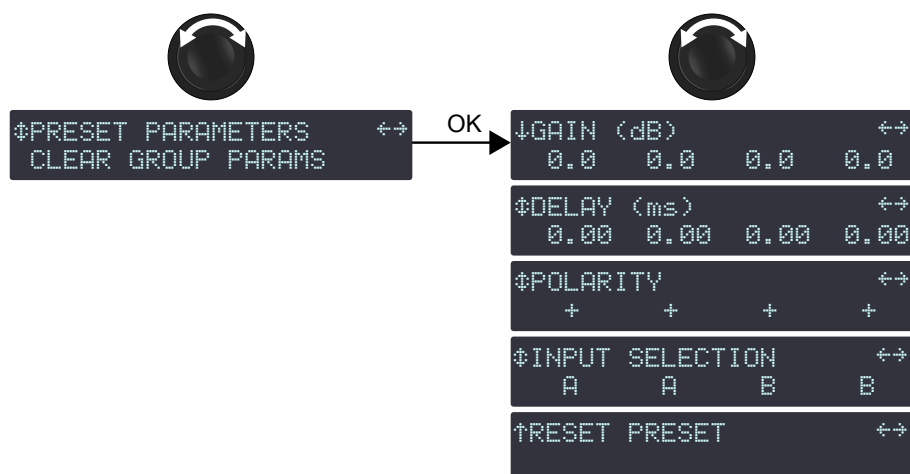 ⇕PRESET PARAMETERS ↔
CLEAR GROUP PARAMS
OK
↓GAIN (dB) ↔
0.0 0.0 0.0 0.0
⇕DELAY (ms) ↔
0.00 0.00 0.00 0.00
⇕POLARITY ↔
+ + + +
⇕INPUT SELECTION ↔
A A B B
↑RESET PRESET ↔